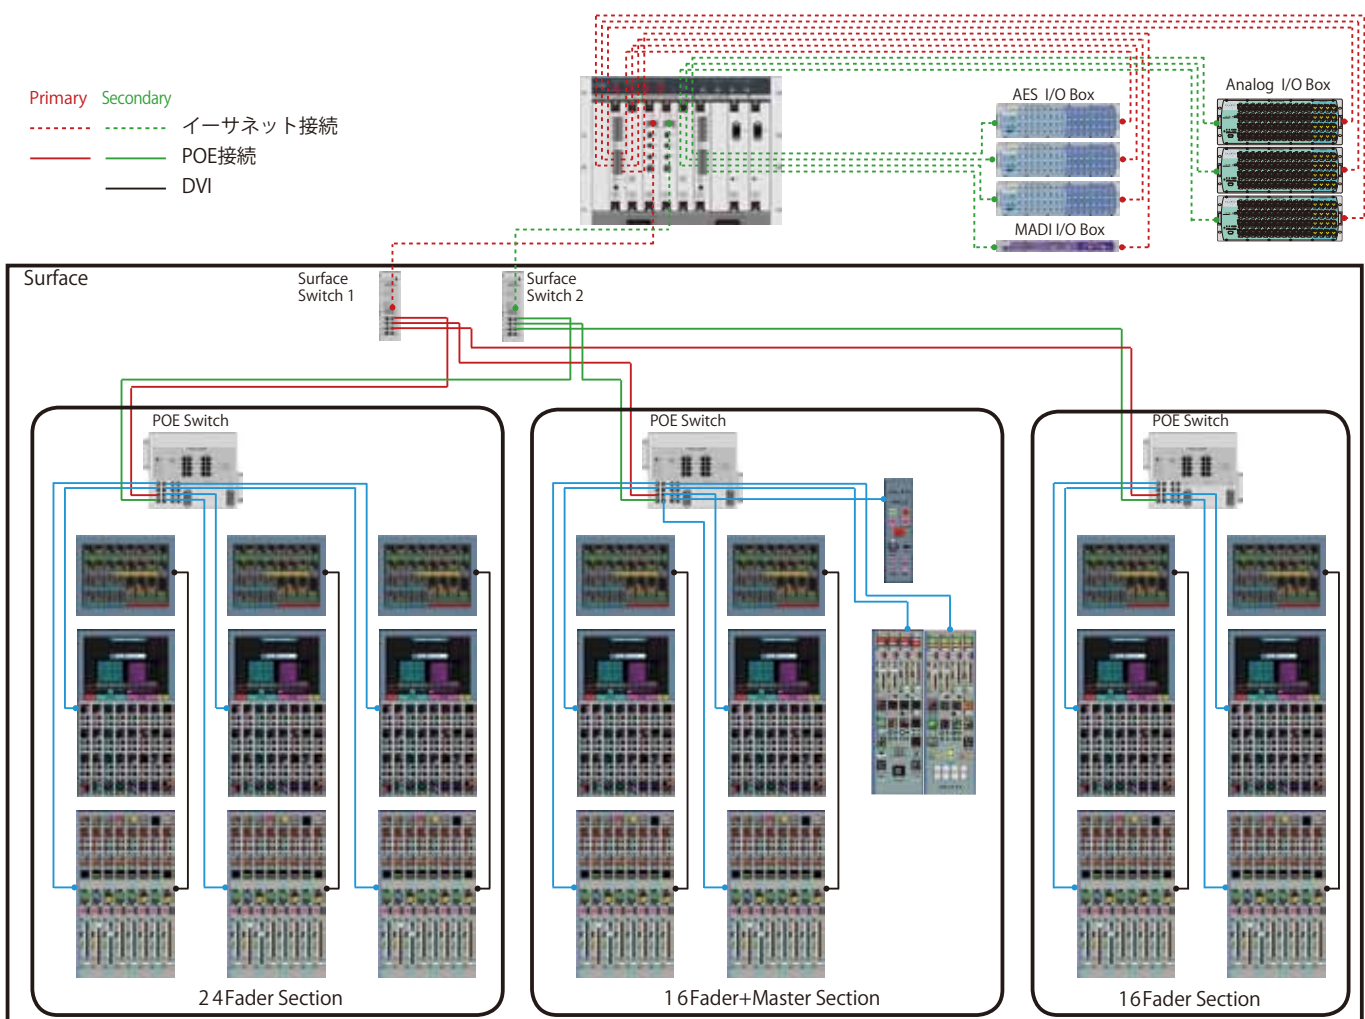 Primary Secondary
イーサネット接続
POE接続
DVI
AES I/O Box
Analog I/O Box
MADI I/O Box
Surface
Surface
Switch 1
Surface
Switch 2
POE Switch
POE Switch
POE Switch
24Fader Section
16Fader+Master Section
16Fader Section